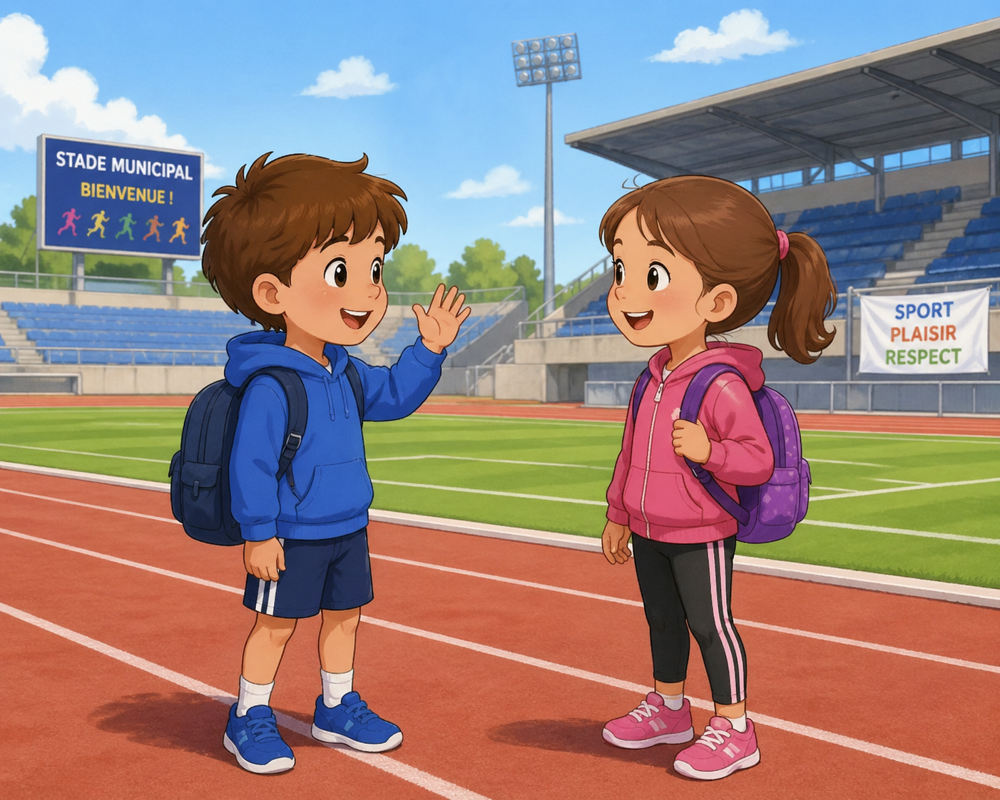 STADE MUNICIPAL
BIENVENUE !
SPORT
PLAISIR
RESPECT